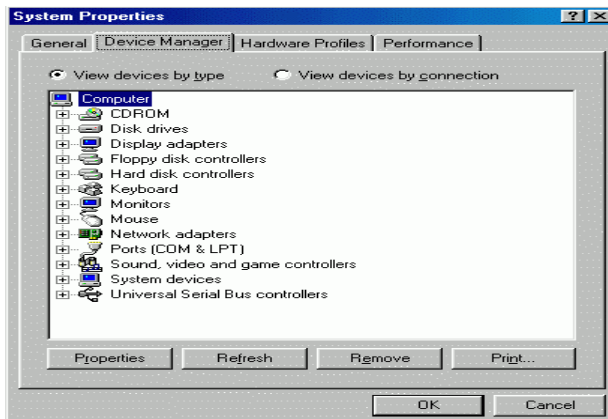 System Properties
General Device Manager Hardware Profiles Performance
View devices by type View devices by connection
Computer
CDROM
Disk drives
Display adapters
Floppy disk controllers
Hard disk controllers
Keyboard
Monitors
Mouse
Network adapters
Ports (COM & LPT)
Sound, video and game controllers
System devices
Universal Serial Bus controllers
Properties Refresh Remove Print...
OK Cancel